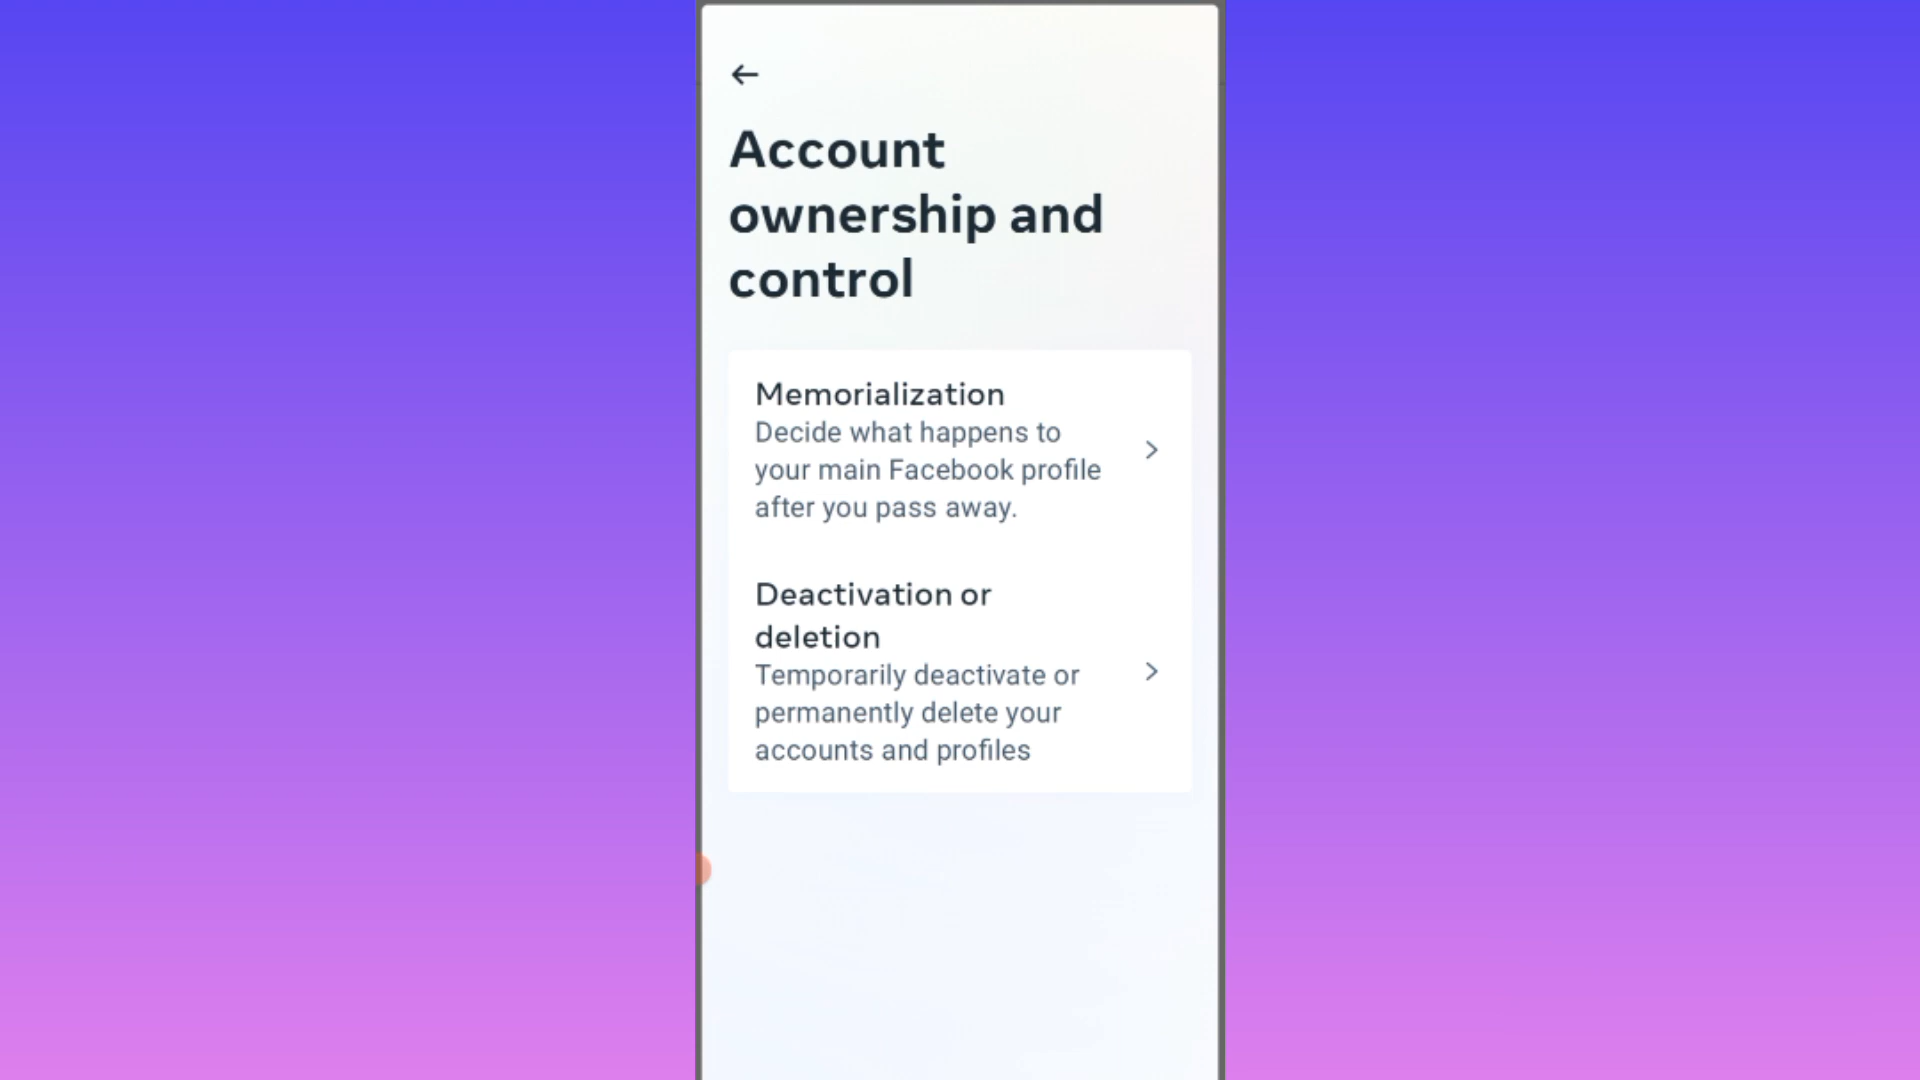 Account
ownership and
control
Memorialization
Decide what happens to
your main Facebook profile
after you pass away.
Deactivation or
deletion
Temporarily deactivate or
permanently delete your
accounts and profiles